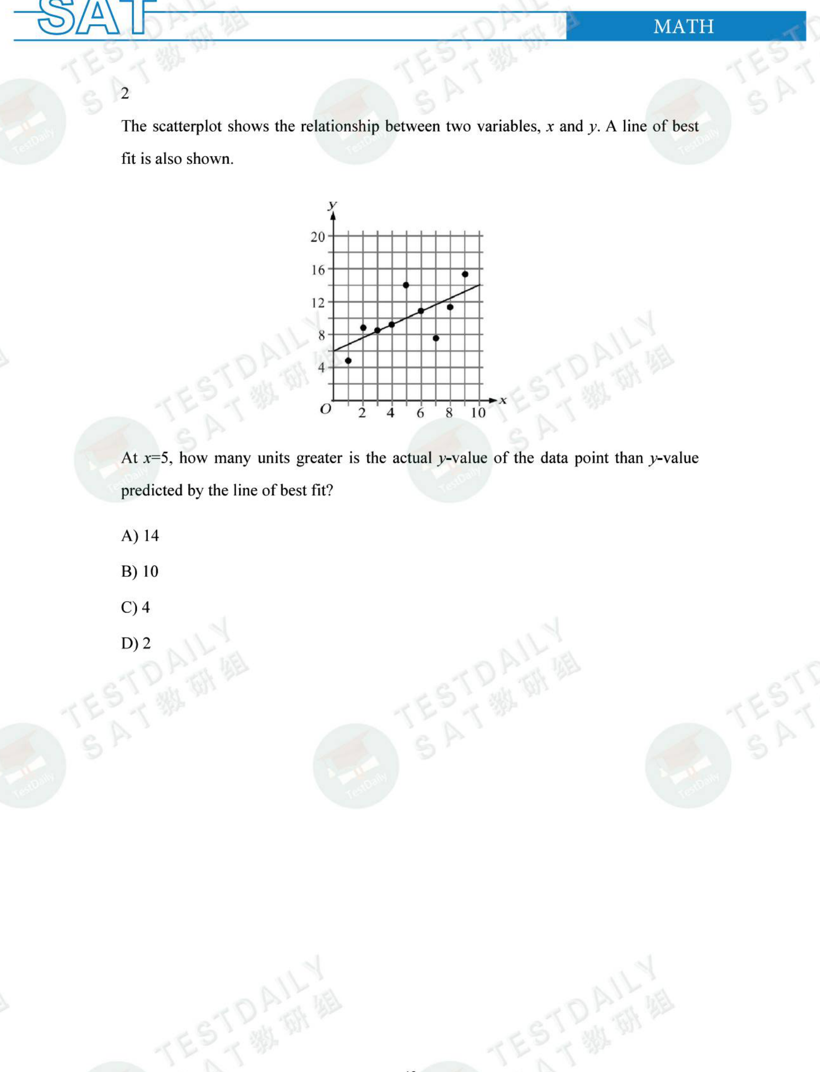 SAT
MATH
2
The scatterplot shows the relationship between two variables, x and y. A line of best
fit is also shown.
y
20
16
12
8
4
O 2 4 6 8 10 x
At x=5, how many units greater is the actual y-value of the data point than y-value
predicted by the line of best fit?
A) 14
B) 10
C) 4
D) 2
TESTDAILY
SAT教研组
TestDaily